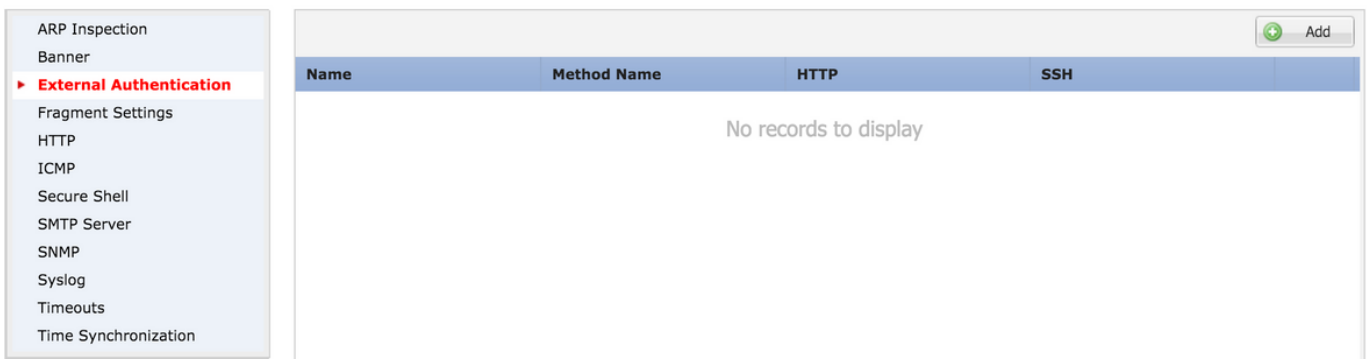 ARP Inspection
Banner
External Authentication
Fragment Settings
HTTP
ICMP
Secure Shell
SMTP Server
SNMP
Syslog
Timeouts
Time Synchronization
Add
Name Method Name HTTP SSH
No records to display